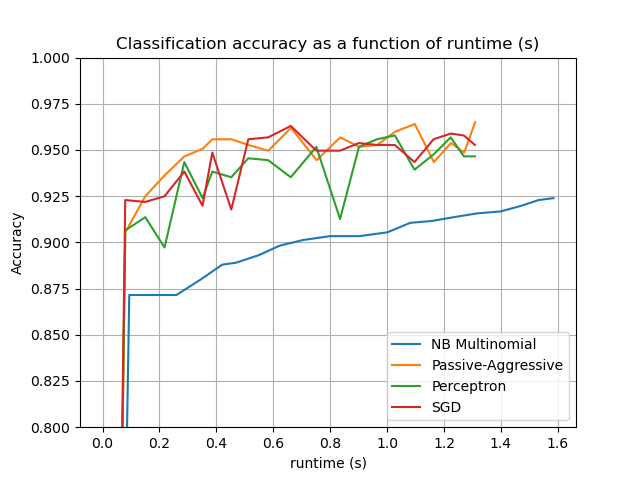 Classification accuracy as a function of runtime (s)
1.000
0.975
0.950
0.925
0.900
0.875
0.850
0.825
0.800
Accuracy
NB Multinomial
Passive-Aggressive
Perceptron
SGD
0.0 0.2 0.4 0.6 0.8 1.0 1.2 1.4 1.6
runtime (s)